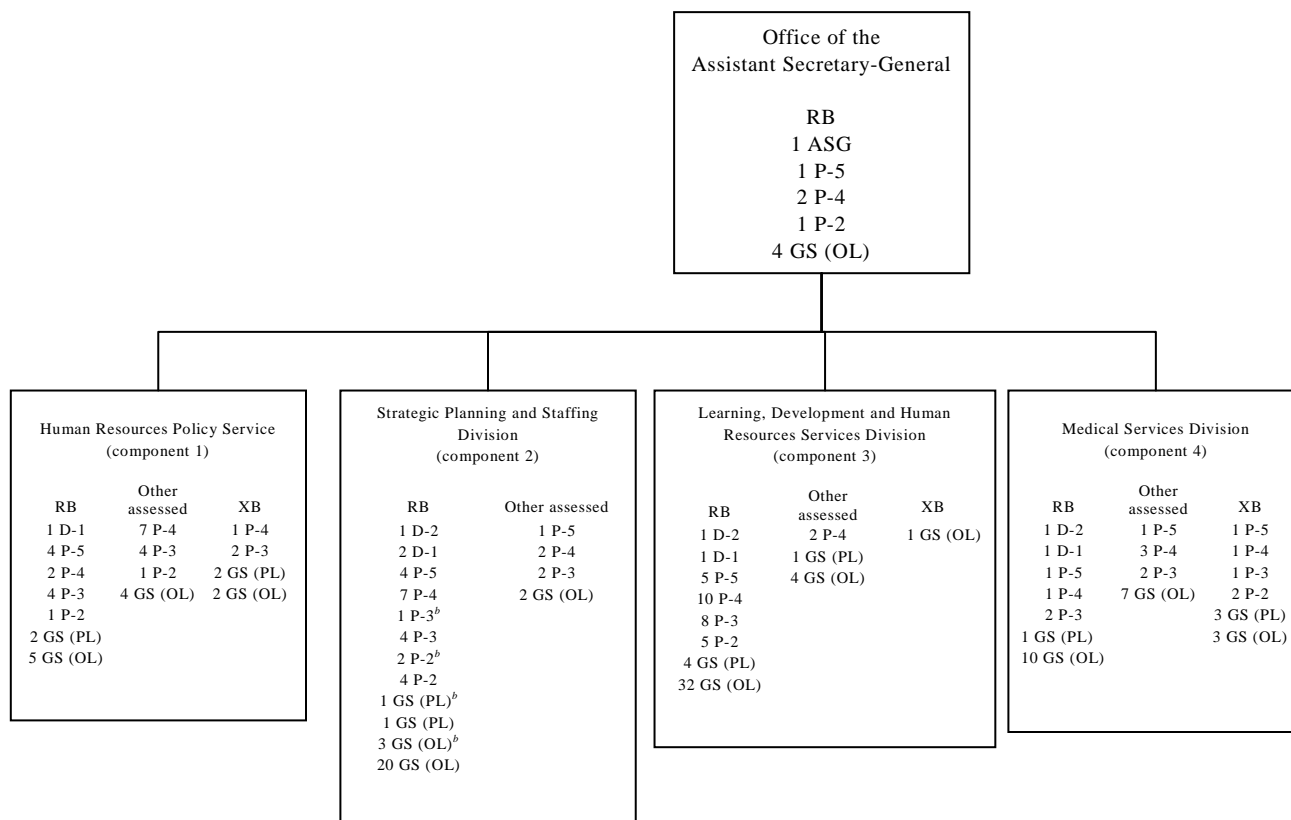 Office of the
Assistant Secretary-General
RB
1 ASG
1 P-5
2 P-4
1 P-2
4 GS (OL)
Human Resources Policy Service
(component 1)
RB
1 D-1
4 P-5
2 P-4
4 P-3
1 P-2
2 GS (PL)
5 GS (OL)
Other
assessed
7 P-4
4 P-3
1 P-2
4 GS (OL)
XB
1 P-4
2 P-3
2 GS (PL)
2 GS (OL)
Strategic Planning and Staffing
Division
(component 2)
RB
1 D-2
2 D-1
4 P-5
7 P-4
1 P-3b
4 P-3
2 P-2b
4 P-2
1 GS (PL)b
1 GS (PL)
3 GS (OL)b
20 GS (OL)
Other assessed
1 P-5
2 P-4
2 P-3
2 GS (OL)
Learning, Development and Human
Resources Services Division
(component 3)
RB
1 D-2
1 D-1
5 P-5
10 P-4
8 P-3
5 P-2
4 GS (PL)
32 GS (OL)
Other
assessed
2 P-4
1 GS (PL)
4 GS (OL)
XB
1 GS (OL)
Medical Services Division
(component 4)
RB
1 D-2
1 D-1
1 P-5
1 P-4
2 P-3
1 GS (PL)
10 GS (OL)
Other
assessed
1 P-5
3 P-4
2 P-3
7 GS (OL)
XB
1 P-5
1 P-4
1 P-3
2 P-2
3 GS (PL)
3 GS (OL)